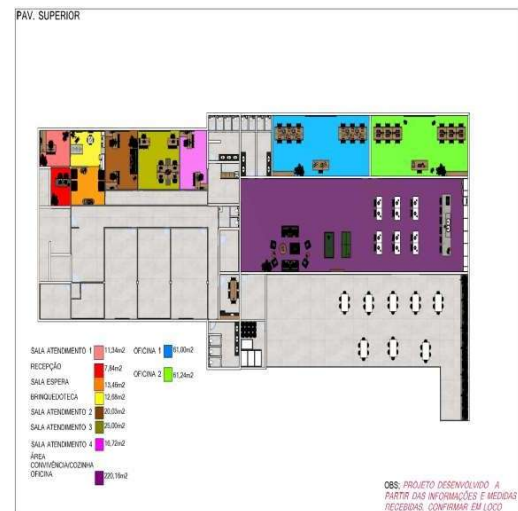 PAV. SUPERIOR
SALA ATENDIMENTO 1 11,34m2
RECEPÇÃO 7,84m2
SALA ESPERA 13,46m2
BRINQUEDOTECA 12,68m2
SALA ATENDIMENTO 2 20,03m2
SALA ATENDIMENTO 3 25,00m2
SALA ATENDIMENTO 4 16,72m2
ÁREA
CONVIVÊNCIA/COZINHA
OFICINA 220,16m2
OFICINA 1 61,00m2
OFICINA 2 61,24m2
OBS; PROJETO DESENVOLVIDO A
PARTIR DAS INFORMAÇÕES E MEDIDAS
RECEBIDAS, CONFIRMAR EM LOCO